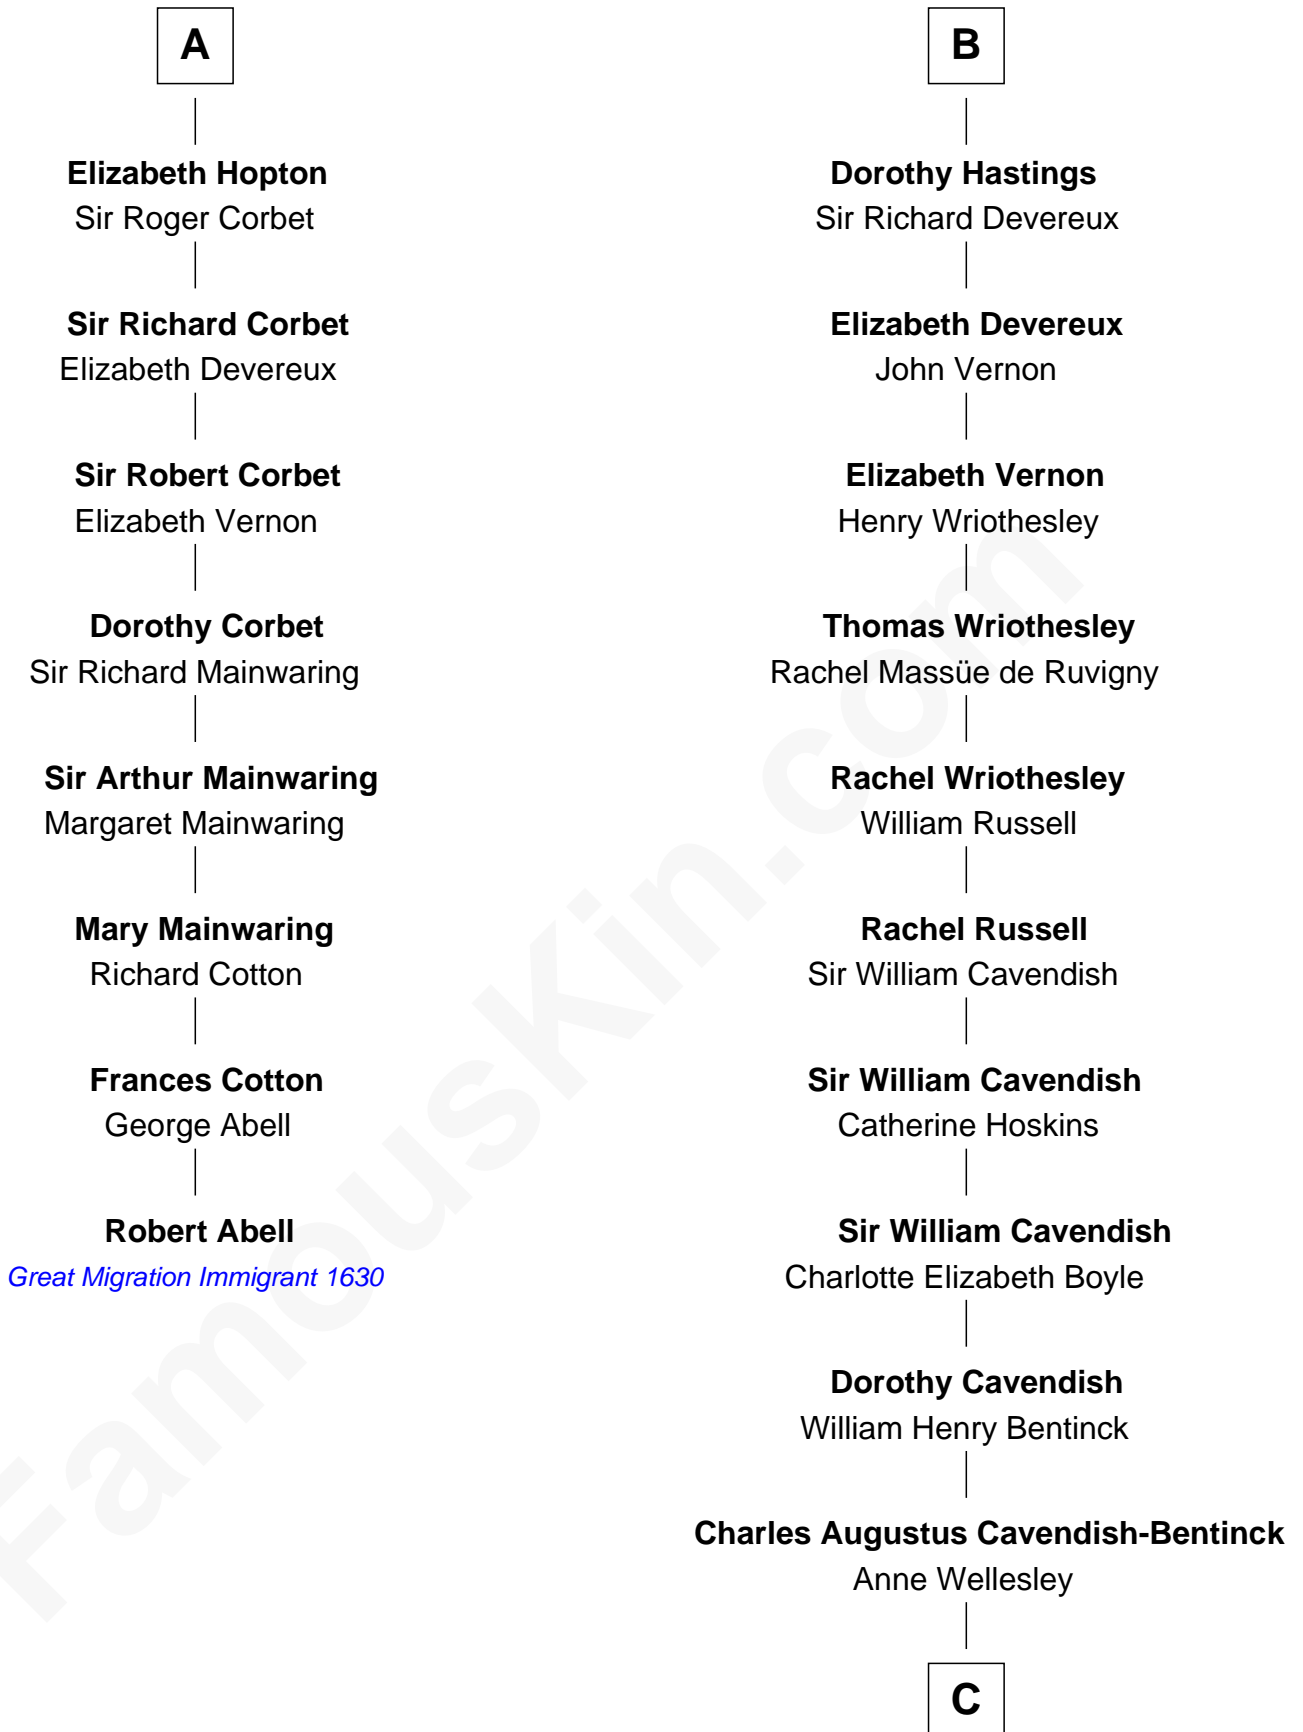 A
Elizabeth Hopton
Sir Roger Corbet
Sir Richard Corbet
Elizabeth Devereux
Sir Robert Corbet
Elizabeth Vernon
Dorothy Corbet
Sir Richard Mainwaring
Sir Arthur Mainwaring
Margaret Mainwaring
Mary Mainwaring
Richard Cotton
Frances Cotton
George Abell
Robert Abell
Great Migration Immigrant 1630
B
Dorothy Hastings
Sir Richard Devereux
Elizabeth Devereux
John Vernon
Elizabeth Vernon
Henry Wriothesley
Thomas Wriothesley
Rachel Massüe de Ruvigny
Rachel Wriothesley
William Russell
Rachel Russell
Sir William Cavendish
Sir William Cavendish
Catherine Hoskins
Sir William Cavendish
Charlotte Elizabeth Boyle
Dorothy Cavendish
William Henry Bentinck
Charles Augustus Cavendish-Bentinck
Anne Wellesley
C
FamousKin.com